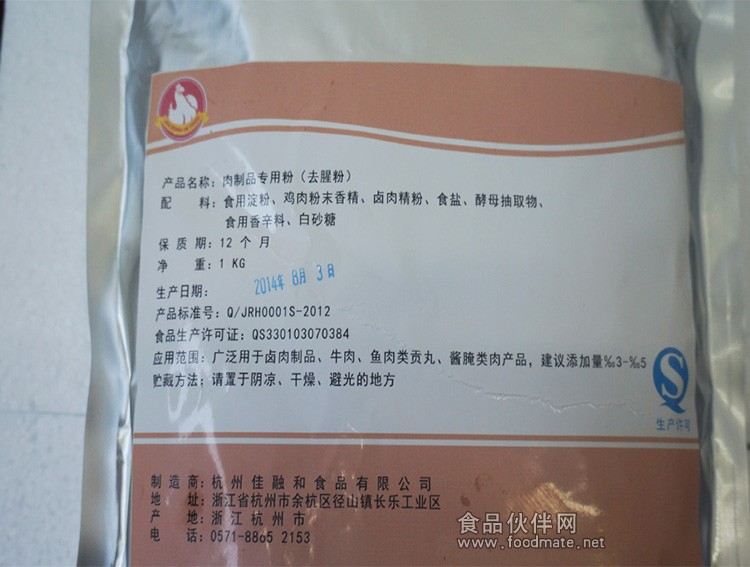 产品名称：肉制品专用粉（去腥粉）
配 料：食用淀粉、鸡肉粉末香精、卤肉精粉、食盐、酵母抽取物、
食用香辛料、白砂糖
保 质 期：12 个 月
净 重：1 KG
生产日期： 2014年 8月 3日
产品标准号：Q/JRH0001S-2012
食品生产许可证：QS330103070384
应用范围：广泛用于卤肉制品、牛肉、鱼肉类贡丸、酱腌类肉产品，建议添加量‰3-‰5
贮藏方法：请置于阴凉、干燥、避光的地方
QS
生产许可
制 造 商：杭州佳融和食品有限公司
地 址：浙江省杭州市余杭区径山镇长乐工业区
产 地：浙江杭州市
电 话：0571-8865 2153
食品伙伴网
www.foodmate.net